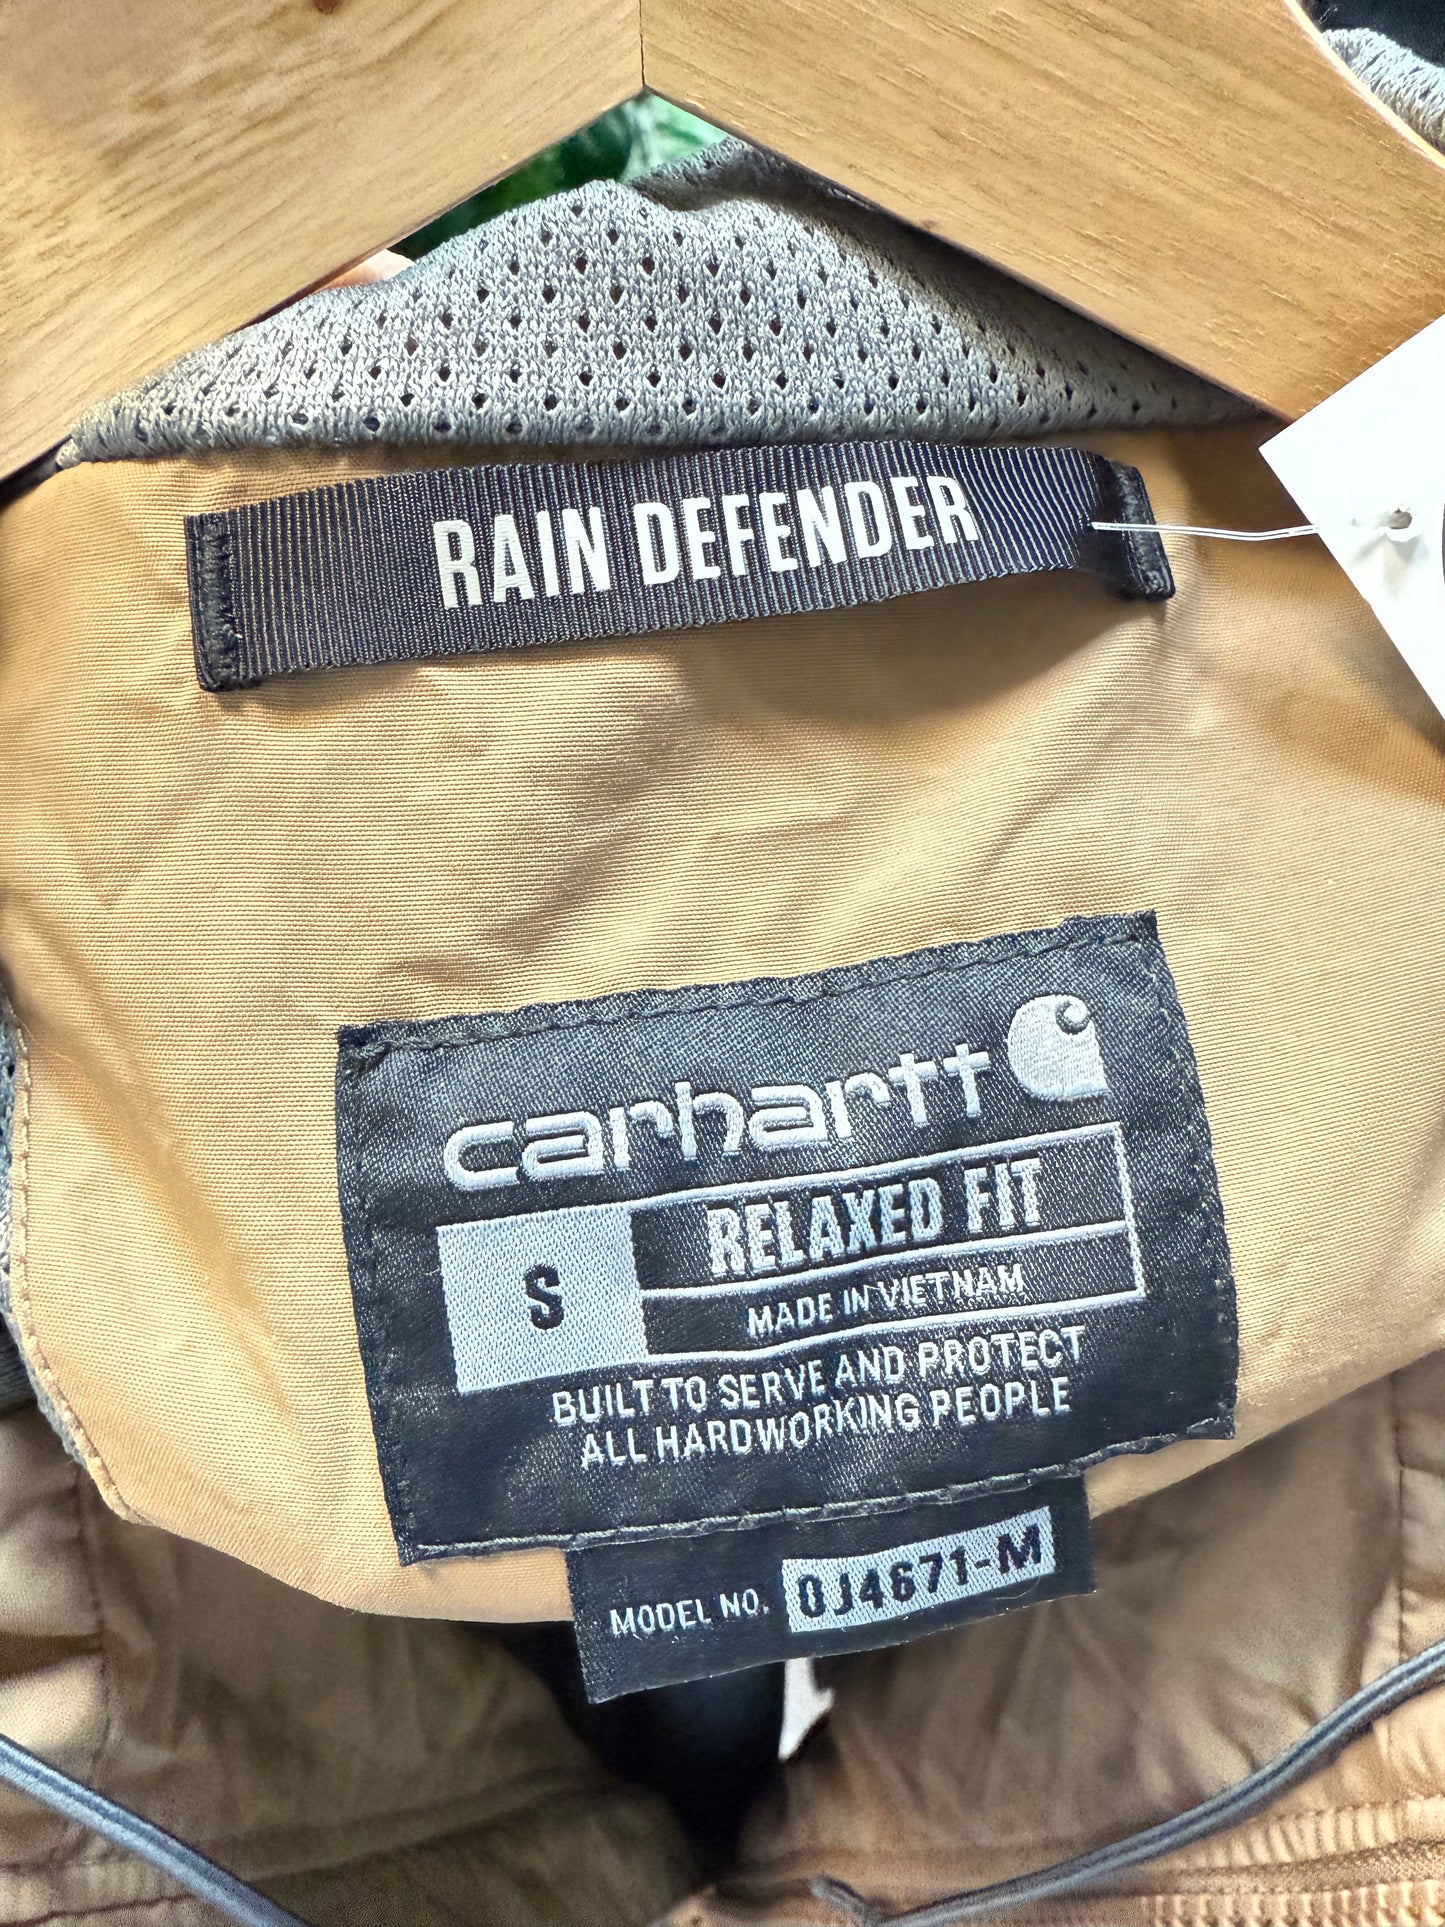 RAIN DEFENDER
carhartt
S
RELAXED FIT
MADE IN VIETNAM
BUILT TO SERVE AND PROTECT
ALL HARDWORKING PEOPLE
MODEL NO. OJ4671-M